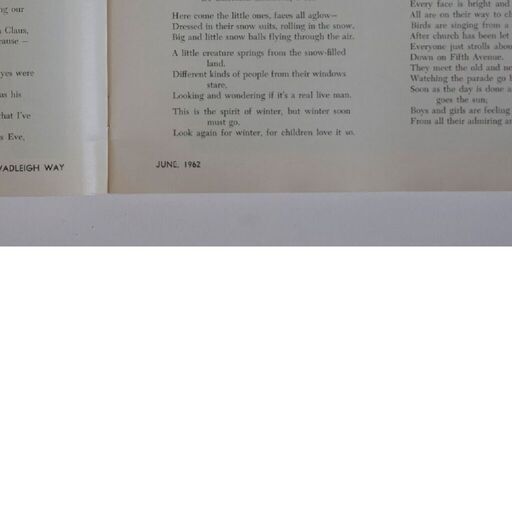 ng our
Claus,
cause —
yes were
as his
hat I've
s Eve,
WADLEIGH WAY
Here come the little ones, faces all aglow—
Dressed in their snow suits, rolling in the snow.
Big and little snow balls flying through the air.
A little creature springs from the snow-filled
land.
Different kinds of people from their windows
stare,
Looking and wondering if it's a real live man.
This is the spirit of winter, but winter soon
must go.
Look again for winter, for children love it so.
JUNE, 1962
Every face is bright and
All are on their way to ch
Birds are singing from a
After church has been let
Everyone just strolls abou
Down on Fifth Avenue.
They meet the old and ne
Watching the parade go b
Soon as the day is done a
goes the sun;
Boys and girls are feeling
From all their admiring an